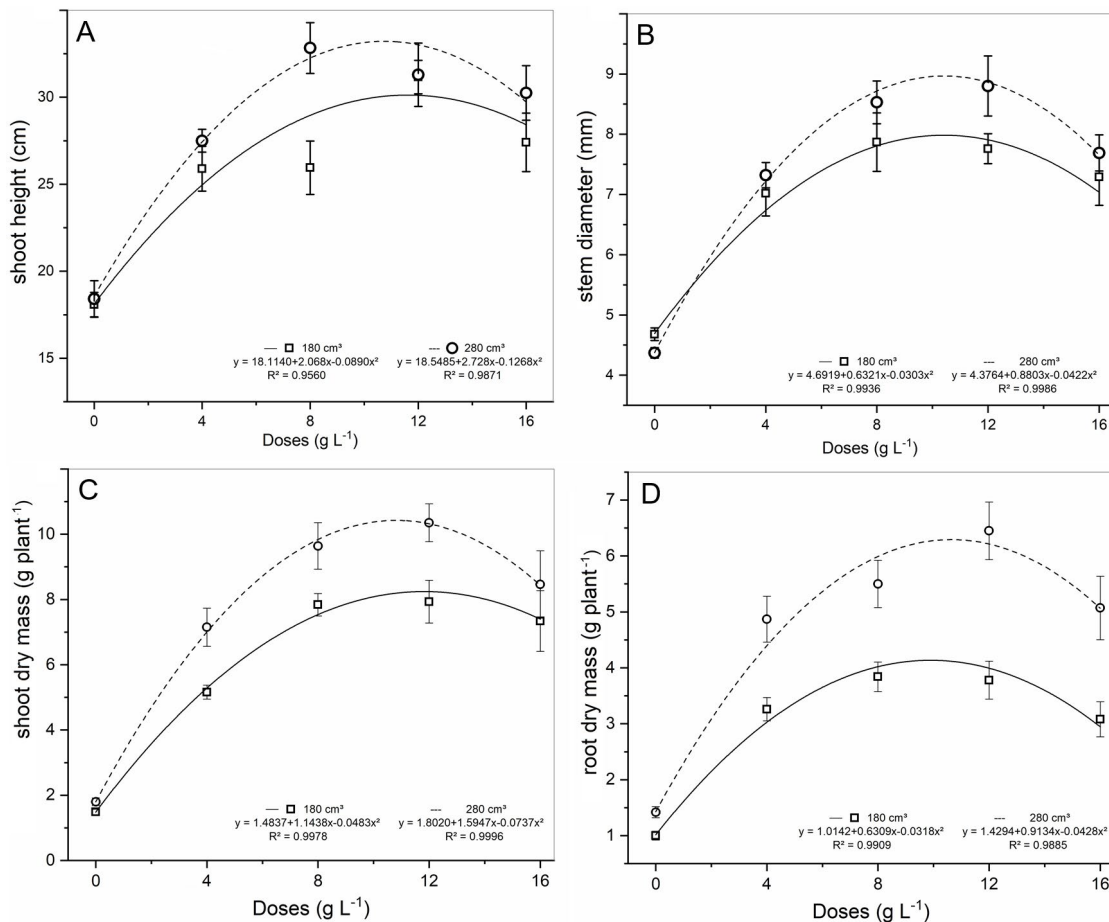 A
shoot height (cm)
30
25
20
15
0
4
8
12
16
Doses (g L⁻¹)
— 180 cm³
y = 18.1140+2.068x-0.0890x²
R² = 0.9560
--- 280 cm³
y = 18.5485+2.728x-0.1268x²
R² = 0.9871
B
stem diameter (mm)
9
8
7
6
5
4
0
4
8
12
16
Doses (g L⁻¹)
— 180 cm³
y = 4.6919+0.6321x-0.0303x²
R² = 0.9936
--- 280 cm³
y = 4.3764+0.8803x-0.0422x²
R² = 0.9986
C
shoot dry mass (g plant⁻¹)
10
8
6
4
2
0
0
4
8
12
16
Doses (g L⁻¹)
— 180 cm³
y = 1.4837+1.1438x-0.0483x²
R² = 0.9978
--- 280 cm³
y = 1.8020+1.5947x-0.0737x²
R² = 0.9996
D
root dry mass (g plant⁻¹)
7
6
5
4
3
2
1
0
4
8
12
16
Doses (g L⁻¹)
— 180 cm³
y = 1.0142+0.6309x-0.0318x²
R² = 0.9909
--- 280 cm³
y = 1.4294+0.9134x-0.0428x²
R² = 0.9885